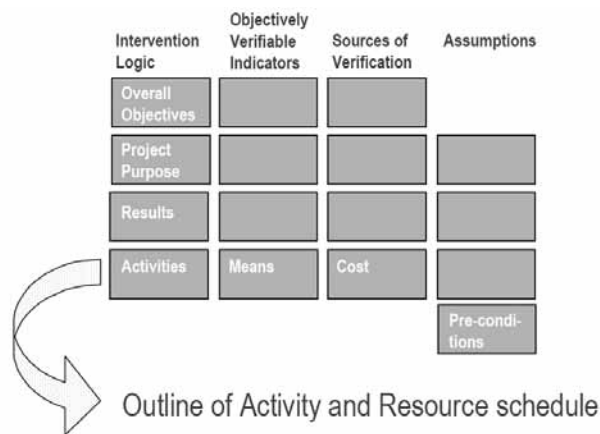 Intervention
Logic
Objectively
Verifiable
Indicators
Sources of
Verification
Assumptions
Overall
Objectives
Project
Purpose
Results
Activities
Means
Cost
Pre-condi-
tions
Outline of Activity and Resource schedule